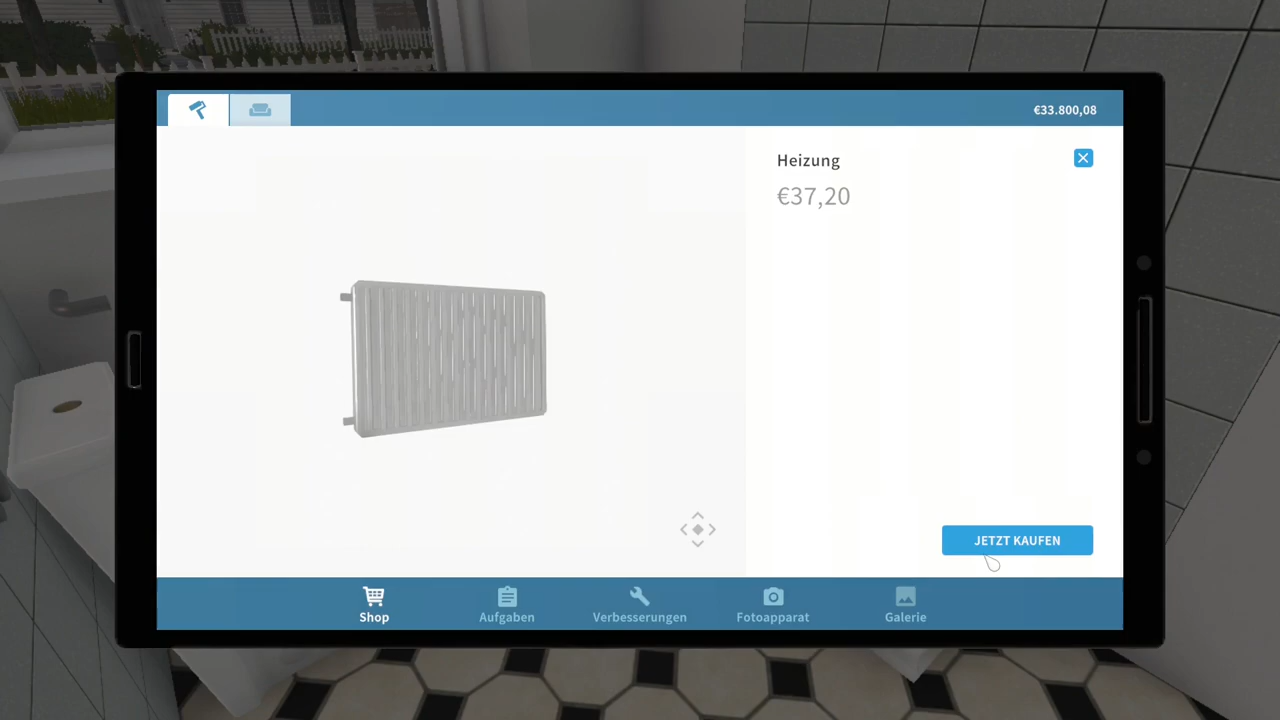 €33.800,08
Heizung
€37,20
JETZT KAUFEN
Shop
Aufgaben
Verbesserungen
Fotoapparat
Galerie